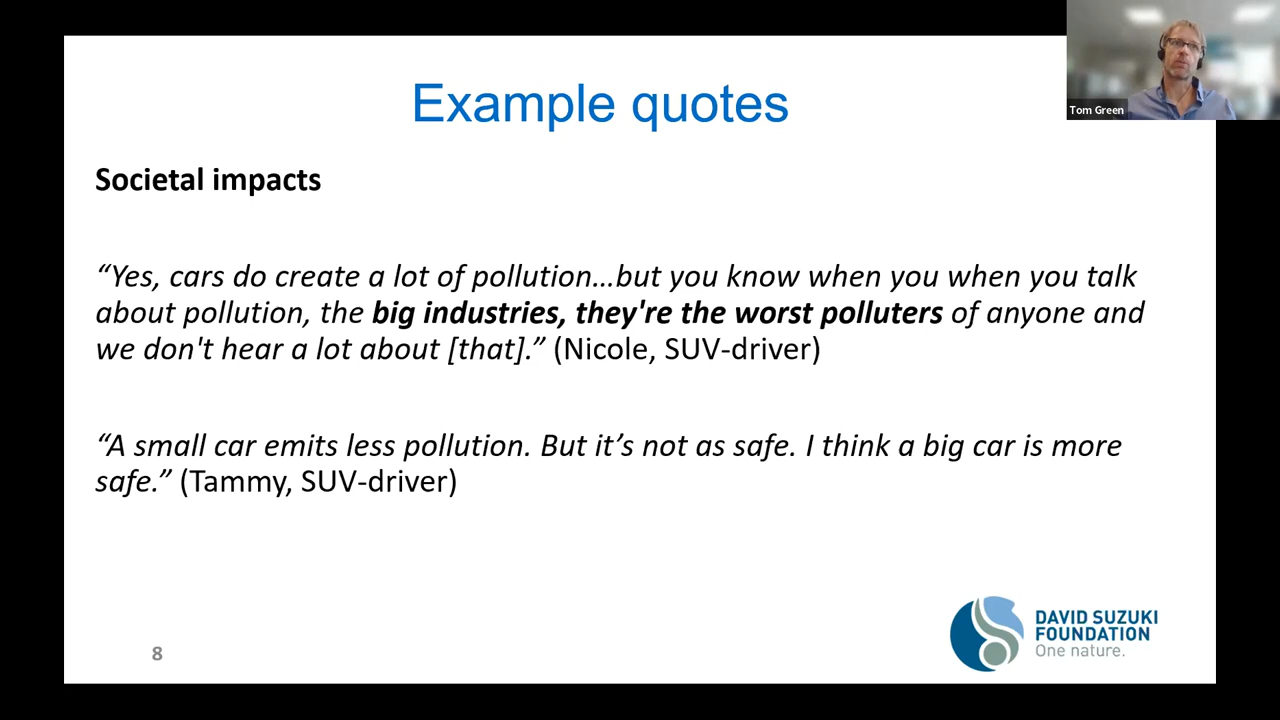 Example quotes
Tom Green
Societal impacts
“Yes, cars do create a lot of pollution…but you know when you when you talk
about pollution, the big industries, they're the worst polluters of anyone and
we don't hear a lot about [that].” (Nicole, SUV-driver)
“A small car emits less pollution. But it’s not as safe. I think a big car is more
safe.” (Tammy, SUV-driver)
DAVID SUZUKI
FOUNDATION
One nature.
8